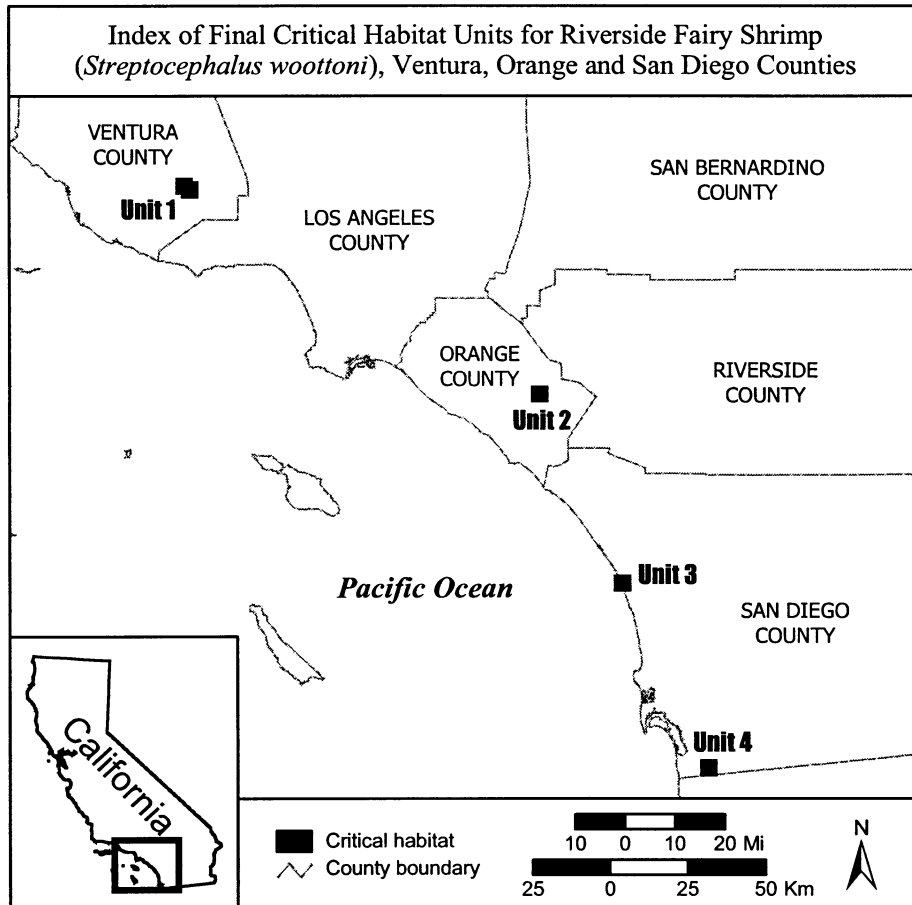 Index of Final Critical Habitat Units for Riverside Fairy Shrimp
(Streptocephalus woottoni), Ventura, Orange and San Diego Counties
VENTURA
COUNTY
Unit 1
LOS ANGELES
COUNTY
SAN BERNARDINO
COUNTY
ORANGE
COUNTY
Unit 2
RIVERSIDE
COUNTY
Pacific Ocean
Unit 3
SAN DIEGO
COUNTY
Unit 4
California
Critical habitat
County boundary
10 0 10 20 Mi
25 0 25 50 Km
N